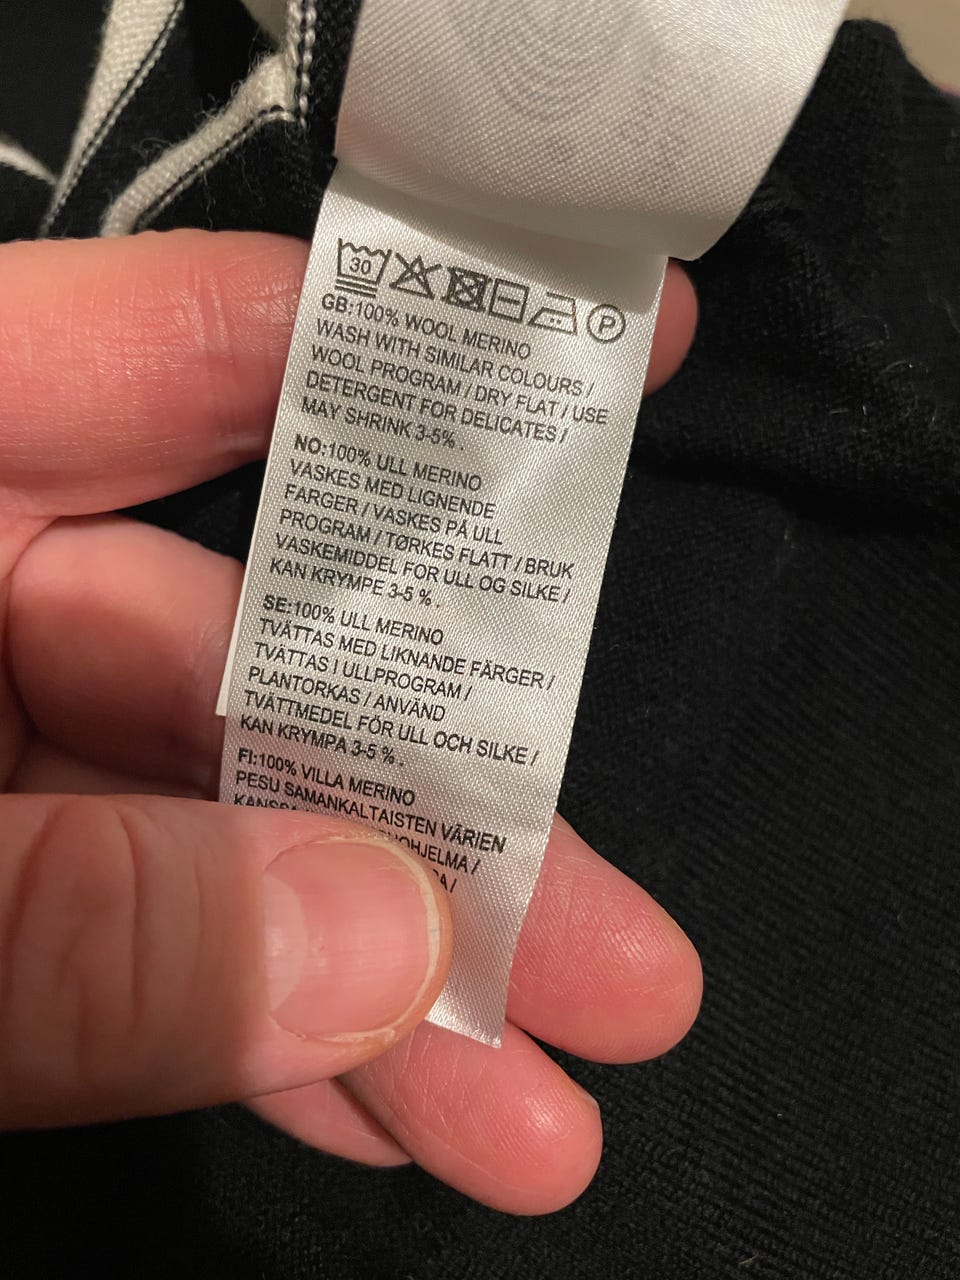 30 P
GB:100% WOOL MERINO
WASH WITH SIMILAR COLOURS /
WOOL PROGRAM / DRY FLAT / USE
DETERGENT FOR DELICATES /
MAY SHRINK 3-5% .
NO:100% ULL MERINO
VASKES MED LIGNENDE
FARGER / VASKES PÅ ULL
PROGRAM / TØRKES FLATT / BRUK
VASKEMIDDEL FOR ULL OG SILKE /
KAN KRYMPE 3-5 % .
SE:100% ULL MERINO
TVÄTTAS MED LIKNANDE FÄRGER /
TVÄTTAS I ULLPROGRAM /
PLANTORKAS / ANVÄND
TVÄTTMEDEL FÖR ULL OCH SILKE /
KAN KRYMPA 3-5 % .
FI:100% VILLA MERINO
PESU SAMANKALTAISTEN VÄRIEN